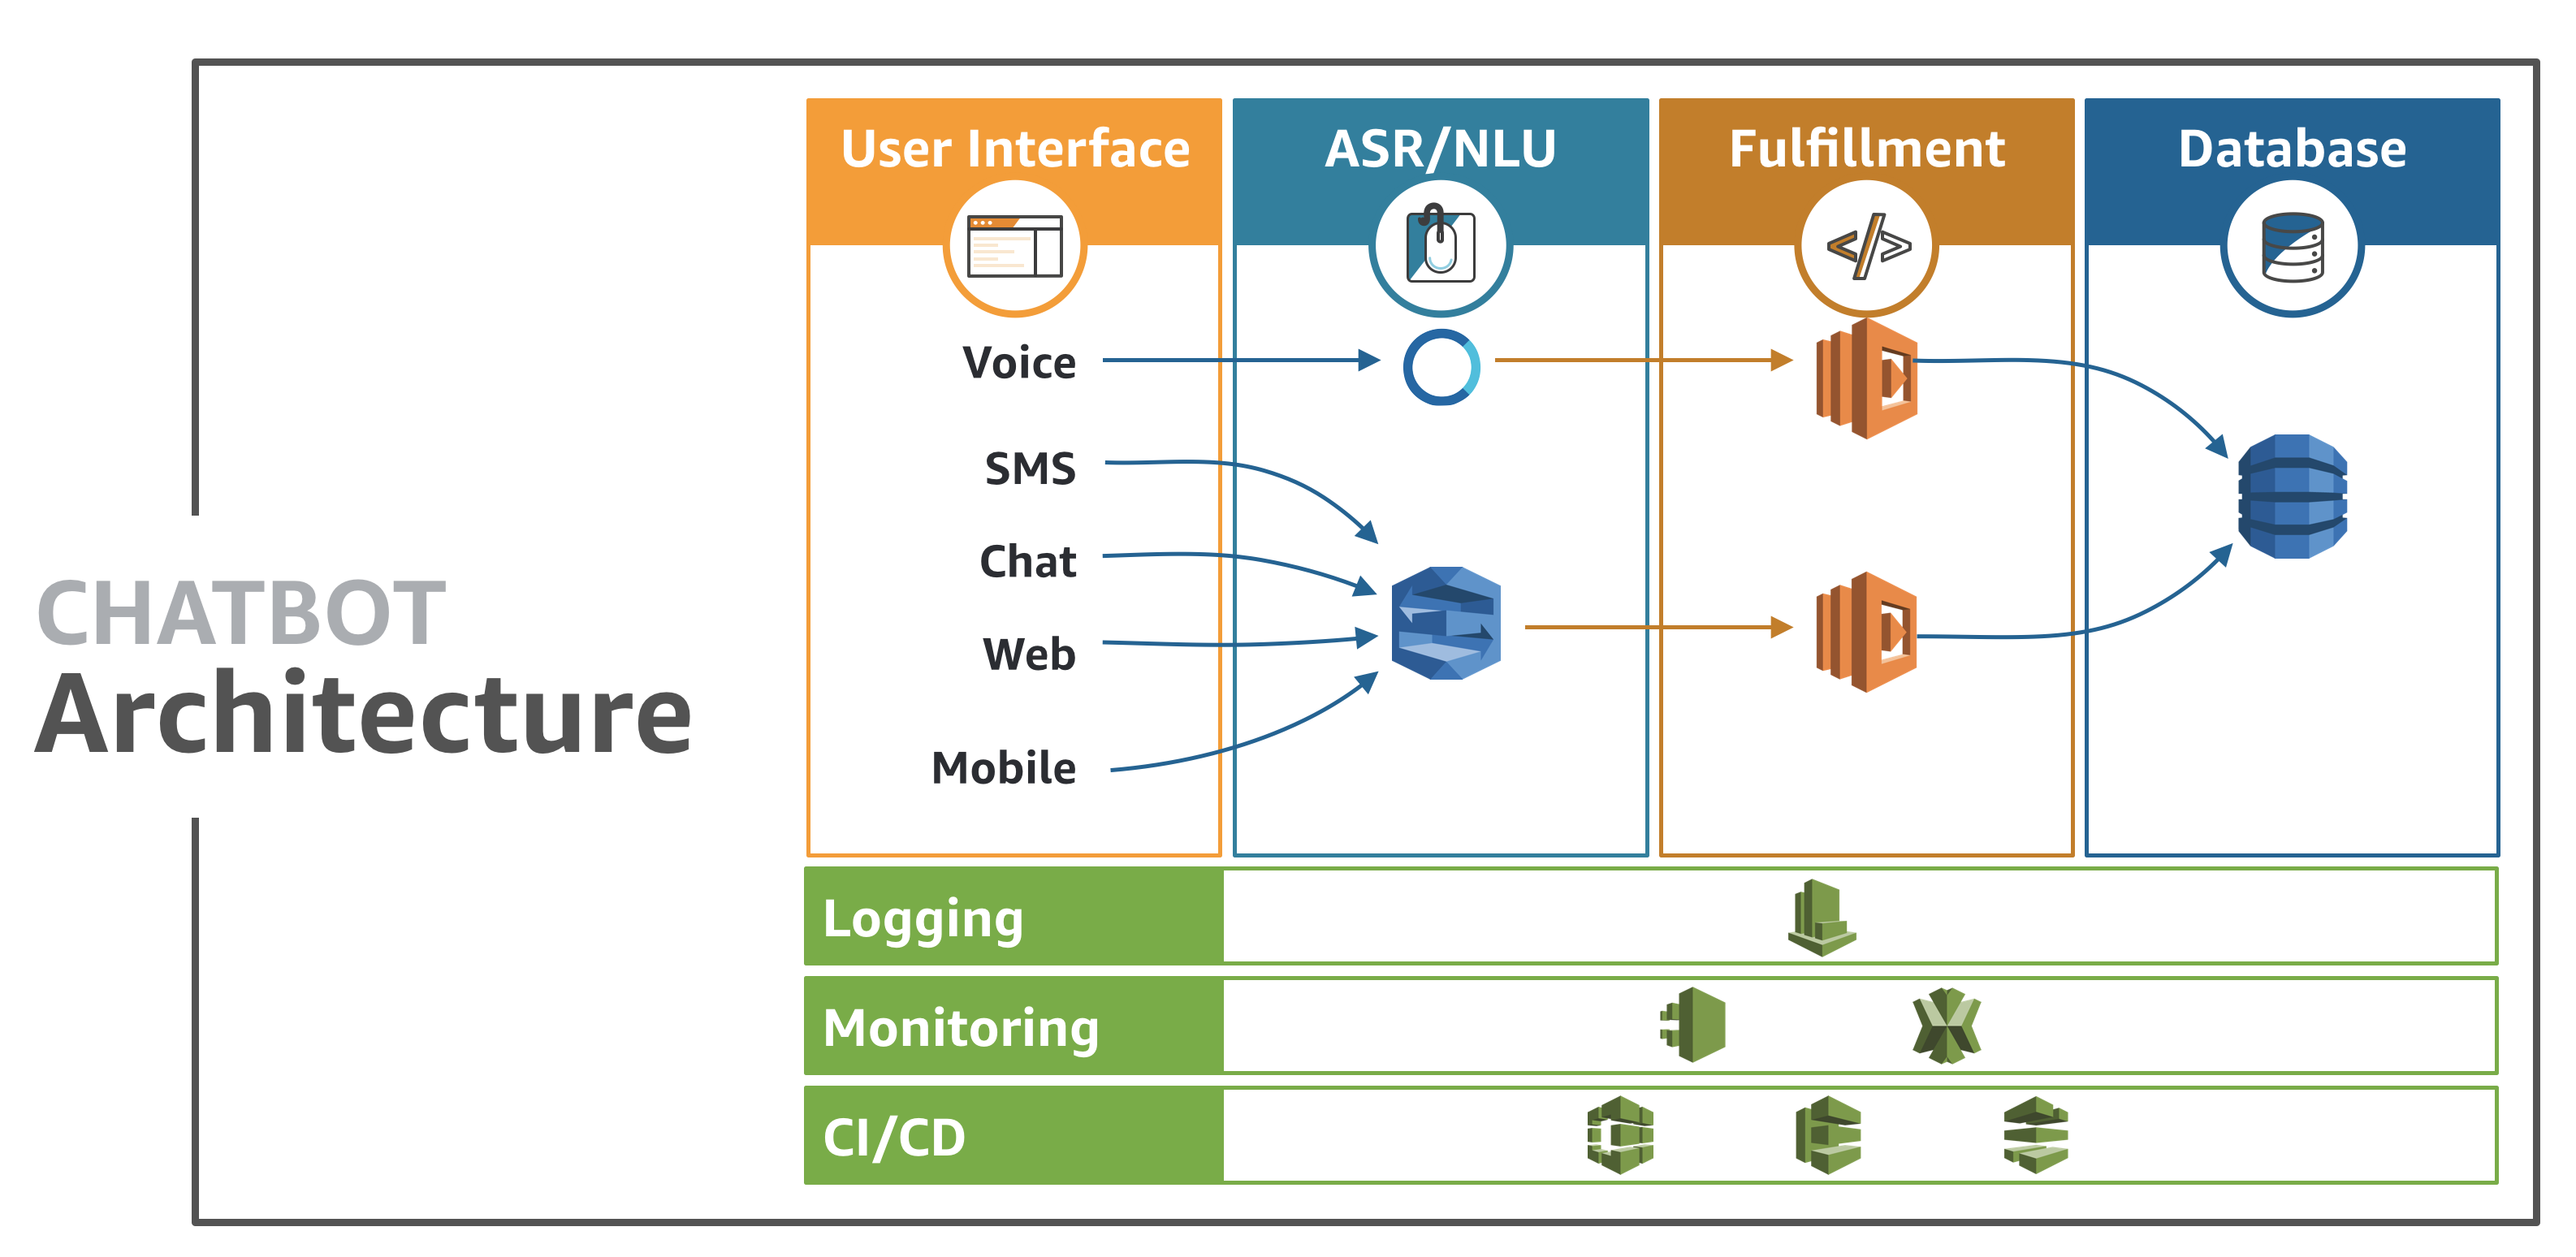 CHATBOT
Architecture
User Interface
ASR/NLU
Fulfillment
Database
Voice
SMS
Chat
Web
Mobile
Logging
Monitoring
CI/CD